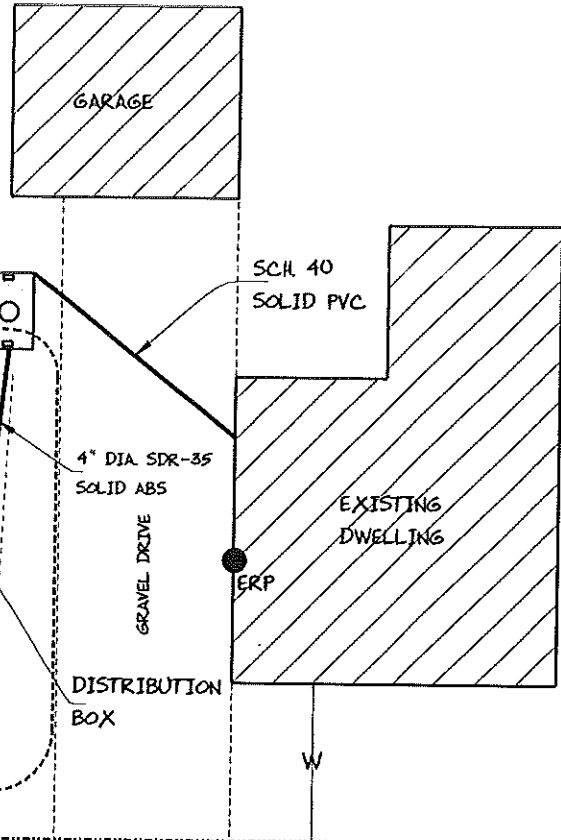 GARAGE
SCH. 40
SOLID PVC
4" DIA. SDR-35
SOLID ABS
GRAVEL DRIVE
EXISTING
DWELLING
ERP
DISTRIBUTION
BOX
W